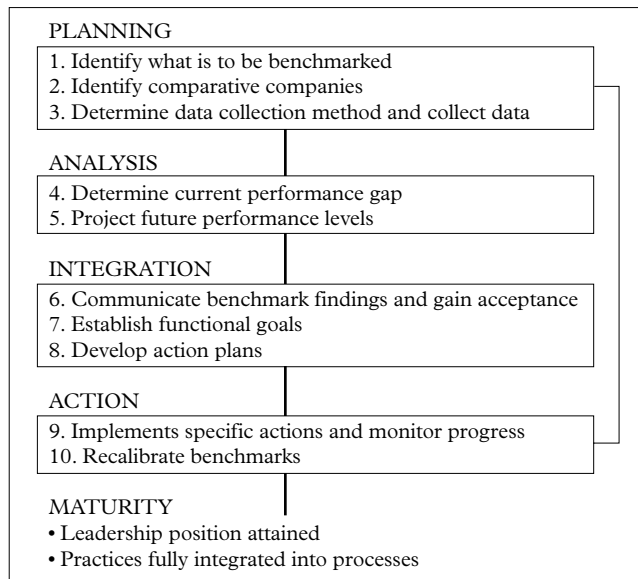 PLANNING
1. Identify what is to be benchmarked
2. Identify comparative companies
3. Determine data collection method and collect data
ANALYSIS
4. Determine current performance gap
5. Project future performance levels
INTEGRATION
6. Communicate benchmark findings and gain acceptance
7. Establish functional goals
8. Develop action plans
ACTION
9. Implements specific actions and monitor progress
10. Recalibrate benchmarks
MATURITY
• Leadership position attained
• Practices fully integrated into processes